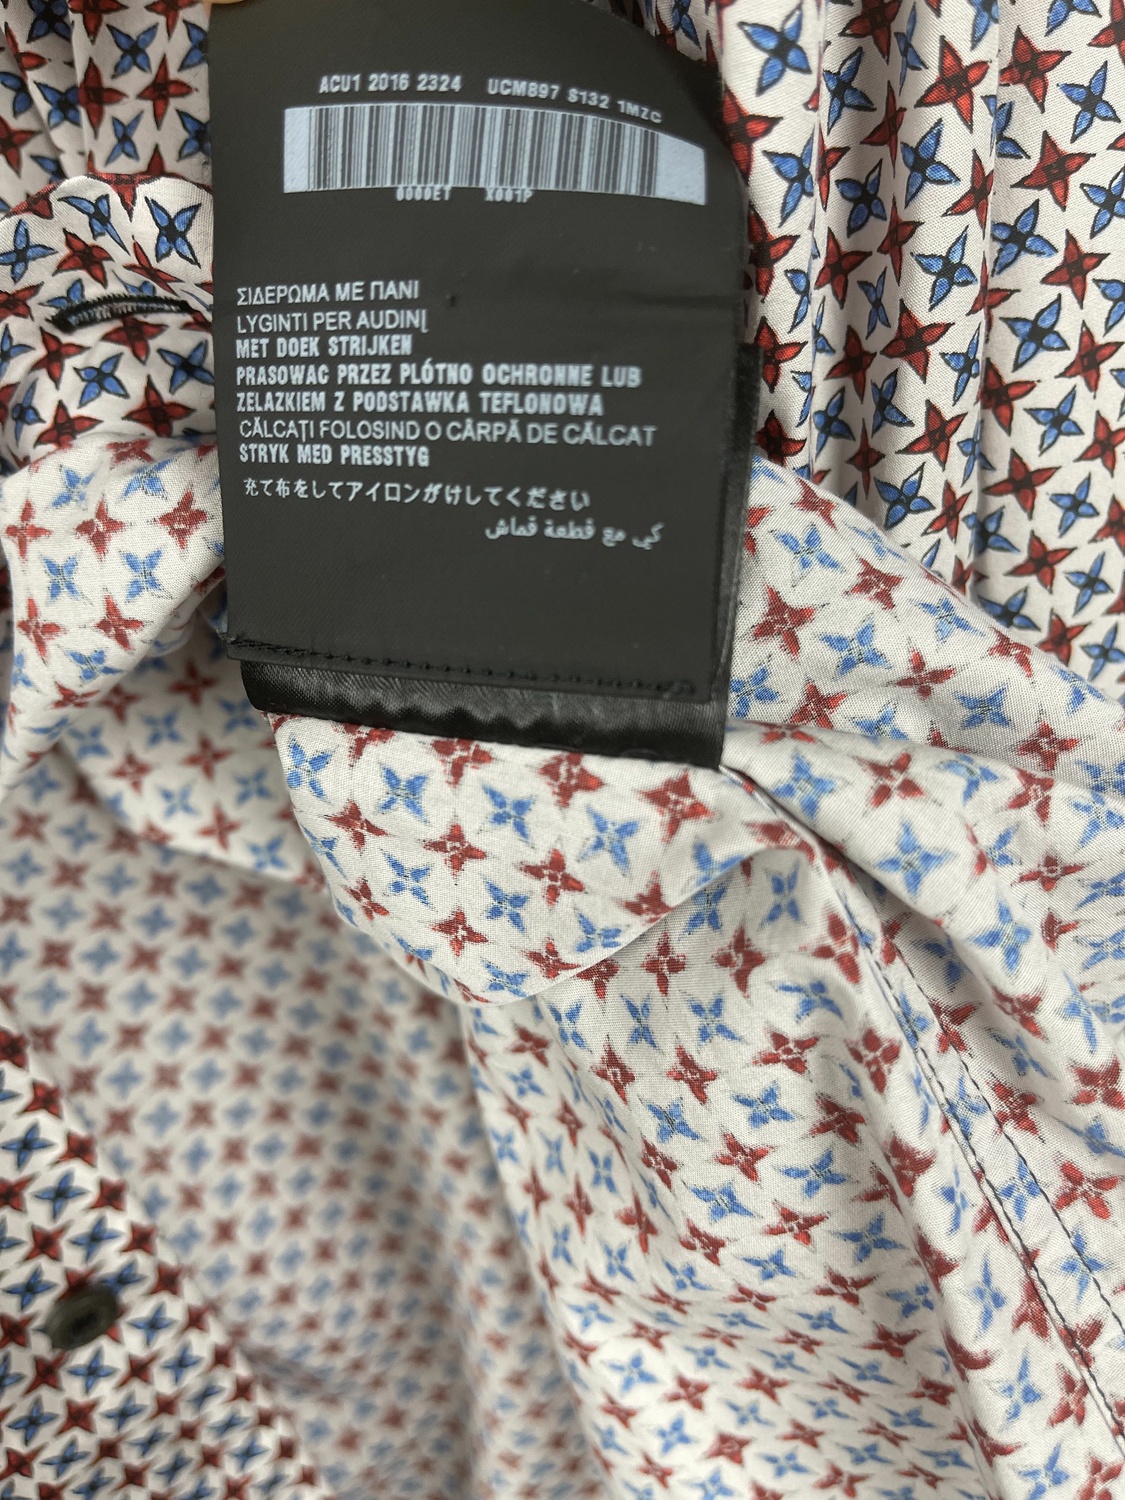 ACU1 2016 2324 UCM897 S132 1MZC
0000ET X001P
ΣΙΔΕΡΩΜΑ ΜΕ ΠΑΝΙ
LYGINTI PER AUDINĮ
MET DOEK STRIJKEN
PRASOWAC PRZEZ PLÓTNO OCHRONNE LUB
ZELAZKIEM Z PODSTAWKA TEFLONOWA
CĂLCAŢI FOLOSIND O CÂRPĂ DE CĂLCAT
STRYK MED PRESSTYG
充て布をしてアイロンがけしてください
كي مع قطعة قماش